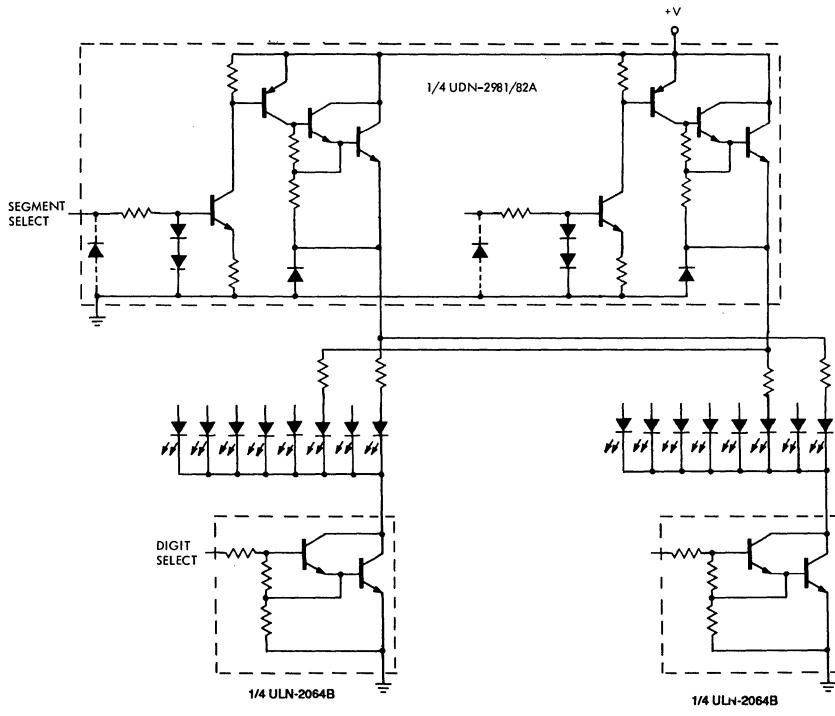 +V
1/4 UDN-2981/82A
SEGMENT
SELECT
DIGIT
SELECT
1/4 ULN-2064B
1/4 ULN-2064B